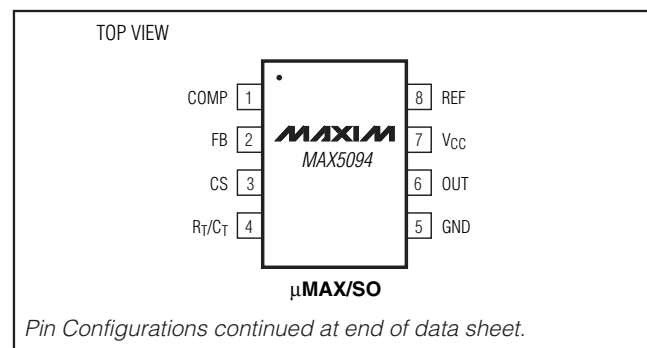 TOP VIEW
COMP 1
FB 2
CS 3
RT/CT 4
MAXIM
MAX5094
8 REF
7 VCC
6 OUT
5 GND
μMAX/SO
Pin Configurations continued at end of data sheet.